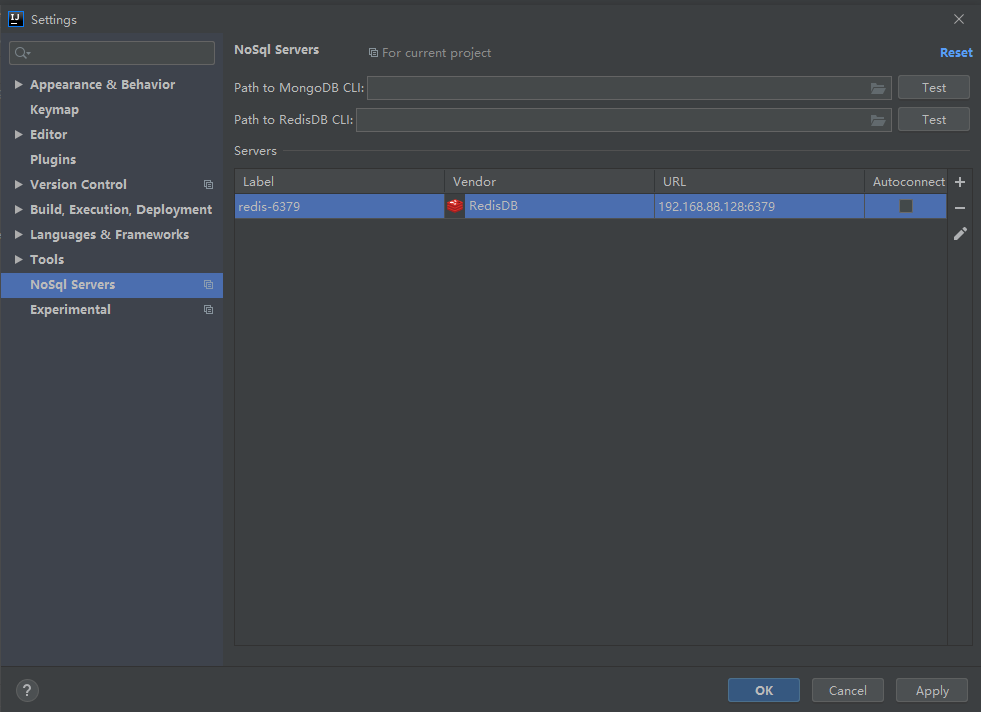 IJ
Settings
NoSql Servers
For current project
Reset
Appearance & Behavior
Keymap
Editor
Plugins
Version Control
Build, Execution, Deployment
Languages & Frameworks
Tools
NoSql Servers
Experimental
Path to MongoDB CLI:
Test
Path to RedisDB CLI:
Test
Servers
Label Vendor URL Autoconnect
redis-6379 RedisDB 192.168.88.128:6379
?
OK Cancel Apply